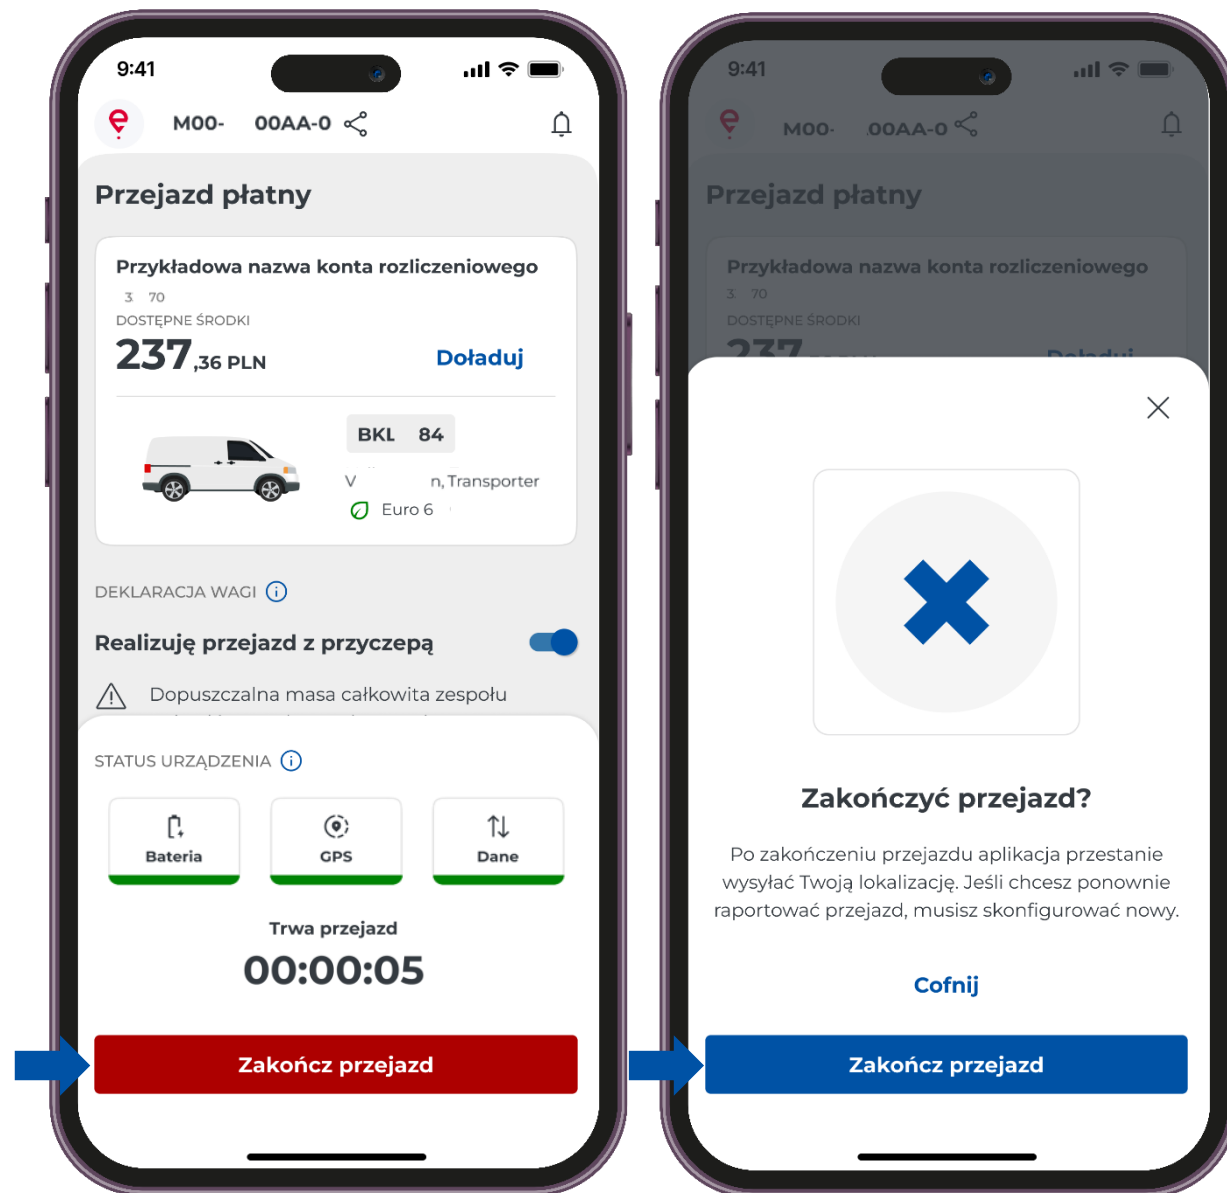 9:41
M00- 00AA-0
Przejazd płatny
Przykładowa nazwa konta rozliczeniowego
3 70
DOSTĘPNE ŚRODKI
237,36 PLN
Doładuj
BKL 84
V n, Transporter
Euro 6
DEKLARACJA WAGI
Realizuję przejazd z przyczepą
Dopuszczalna masa całkowita zespołu
STATUS URZĄDZENIA
Bateria
GPS
Dane
Trwa przejazd
00:00:05
Zakończ przejazd
9:41
M00- 00AA-0
Przejazd płatny
Przykładowa nazwa konta rozliczeniowego
3 70
DOSTĘPNE ŚRODKI
237
Doładuj
Zakończyć przejazd?
Po zakończeniu przejazdu aplikacja przestanie
wysyłać Twoją lokalizację. Jeśli chcesz ponownie
raportować przejazd, musisz skonfigurować nowy.
Cofnij
Zakończ przejazd